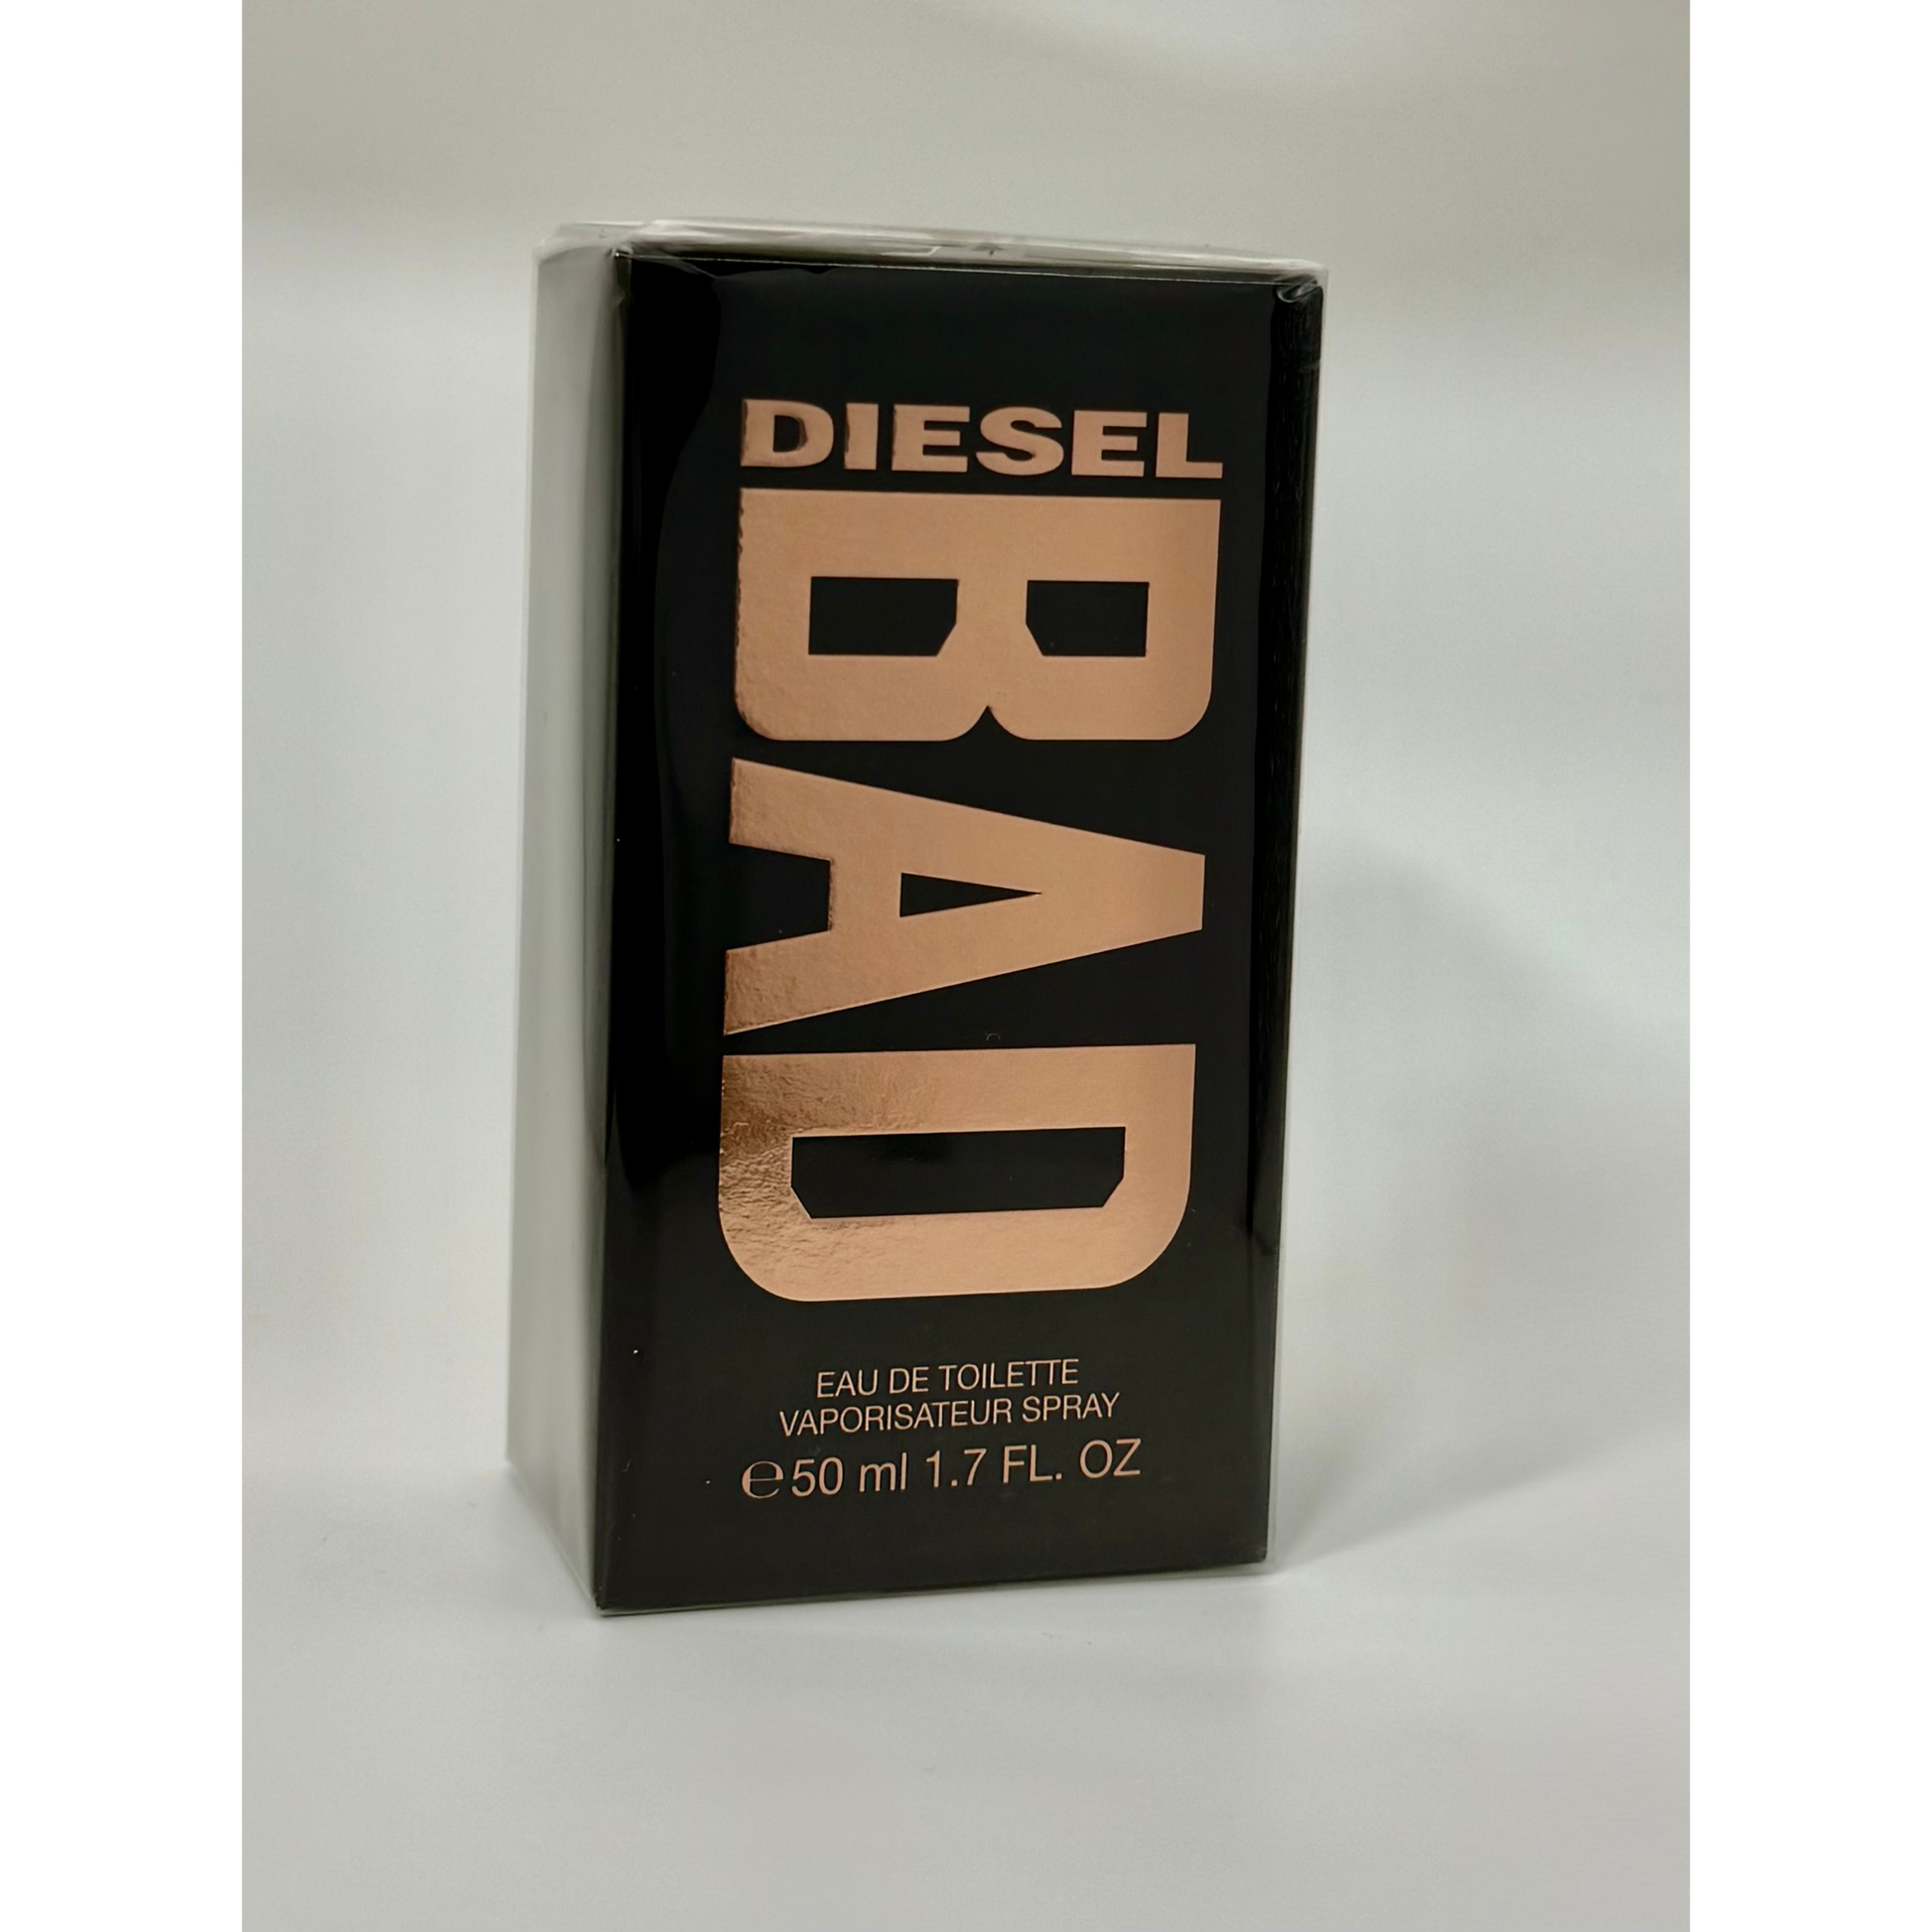 DIESEL
BAD
EAU DE TOILETTE
VAPORISATEUR SPRAY
℮50 ml 1.7 FL. OZ